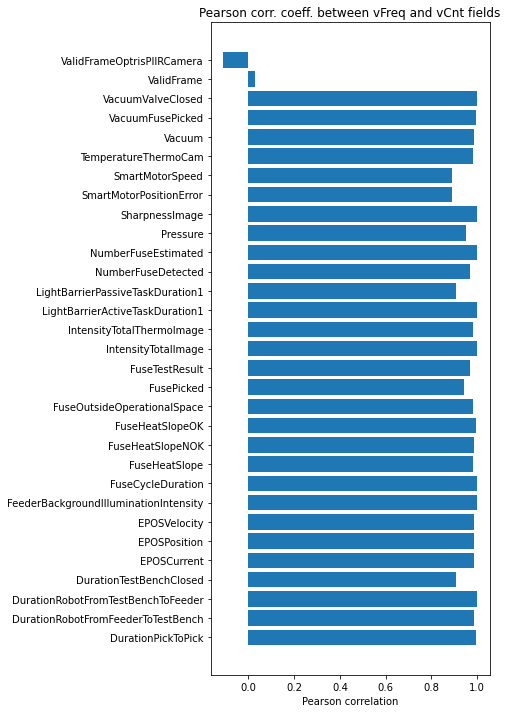 Pearson corr. coeff. between vFreq and vCnt fields
ValidFrameOptrisPIIRCamera
ValidFrame
VacuumValveClosed
VacuumFusePicked
Vacuum
TemperatureThermoCam
SmartMotorSpeed
SmartMotorPositionError
SharpnessImage
Pressure
NumberFuseEstimated
NumberFuseDetected
LightBarrierPassiveTaskDuration1
LightBarrierActiveTaskDuration1
IntensityTotalThermoImage
IntensityTotalImage
FuseTestResult
FusePicked
FuseOutsideOperationalSpace
FuseHeatSlopeOK
FuseHeatSlopeNOK
FuseHeatSlope
FuseCycleDuration
FeederBackgroundIlluminationIntensity
EPOSVelocity
EPOSPosition
EPOSCurrent
DurationTestBenchClosed
DurationRobotFromTestBenchToFeeder
DurationRobotFromFeederToTestBench
DurationPickToPick
0.0 0.2 0.4 0.6 0.8 1.0
Pearson correlation